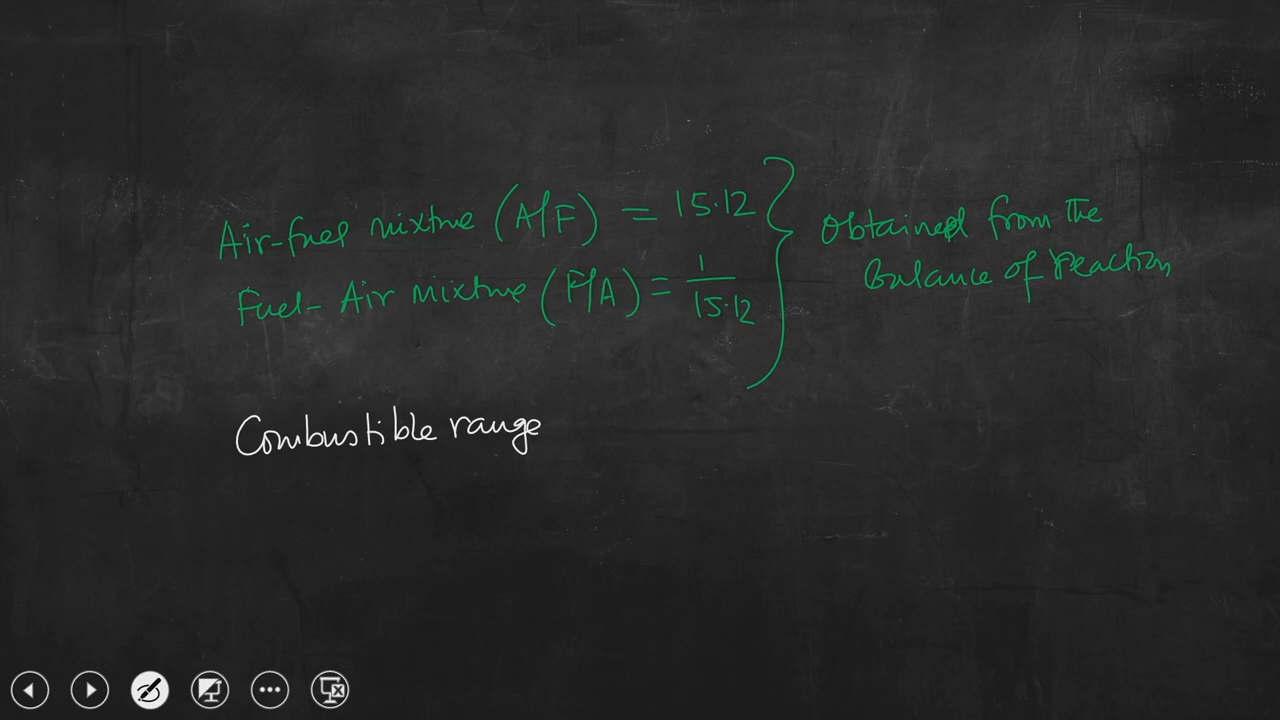 Air-fuel mixture (A/F) = 15.12
Fuel-Air mixture (F/A) = 1/15.12
Obtained from the
balance of reaction
Combustible range